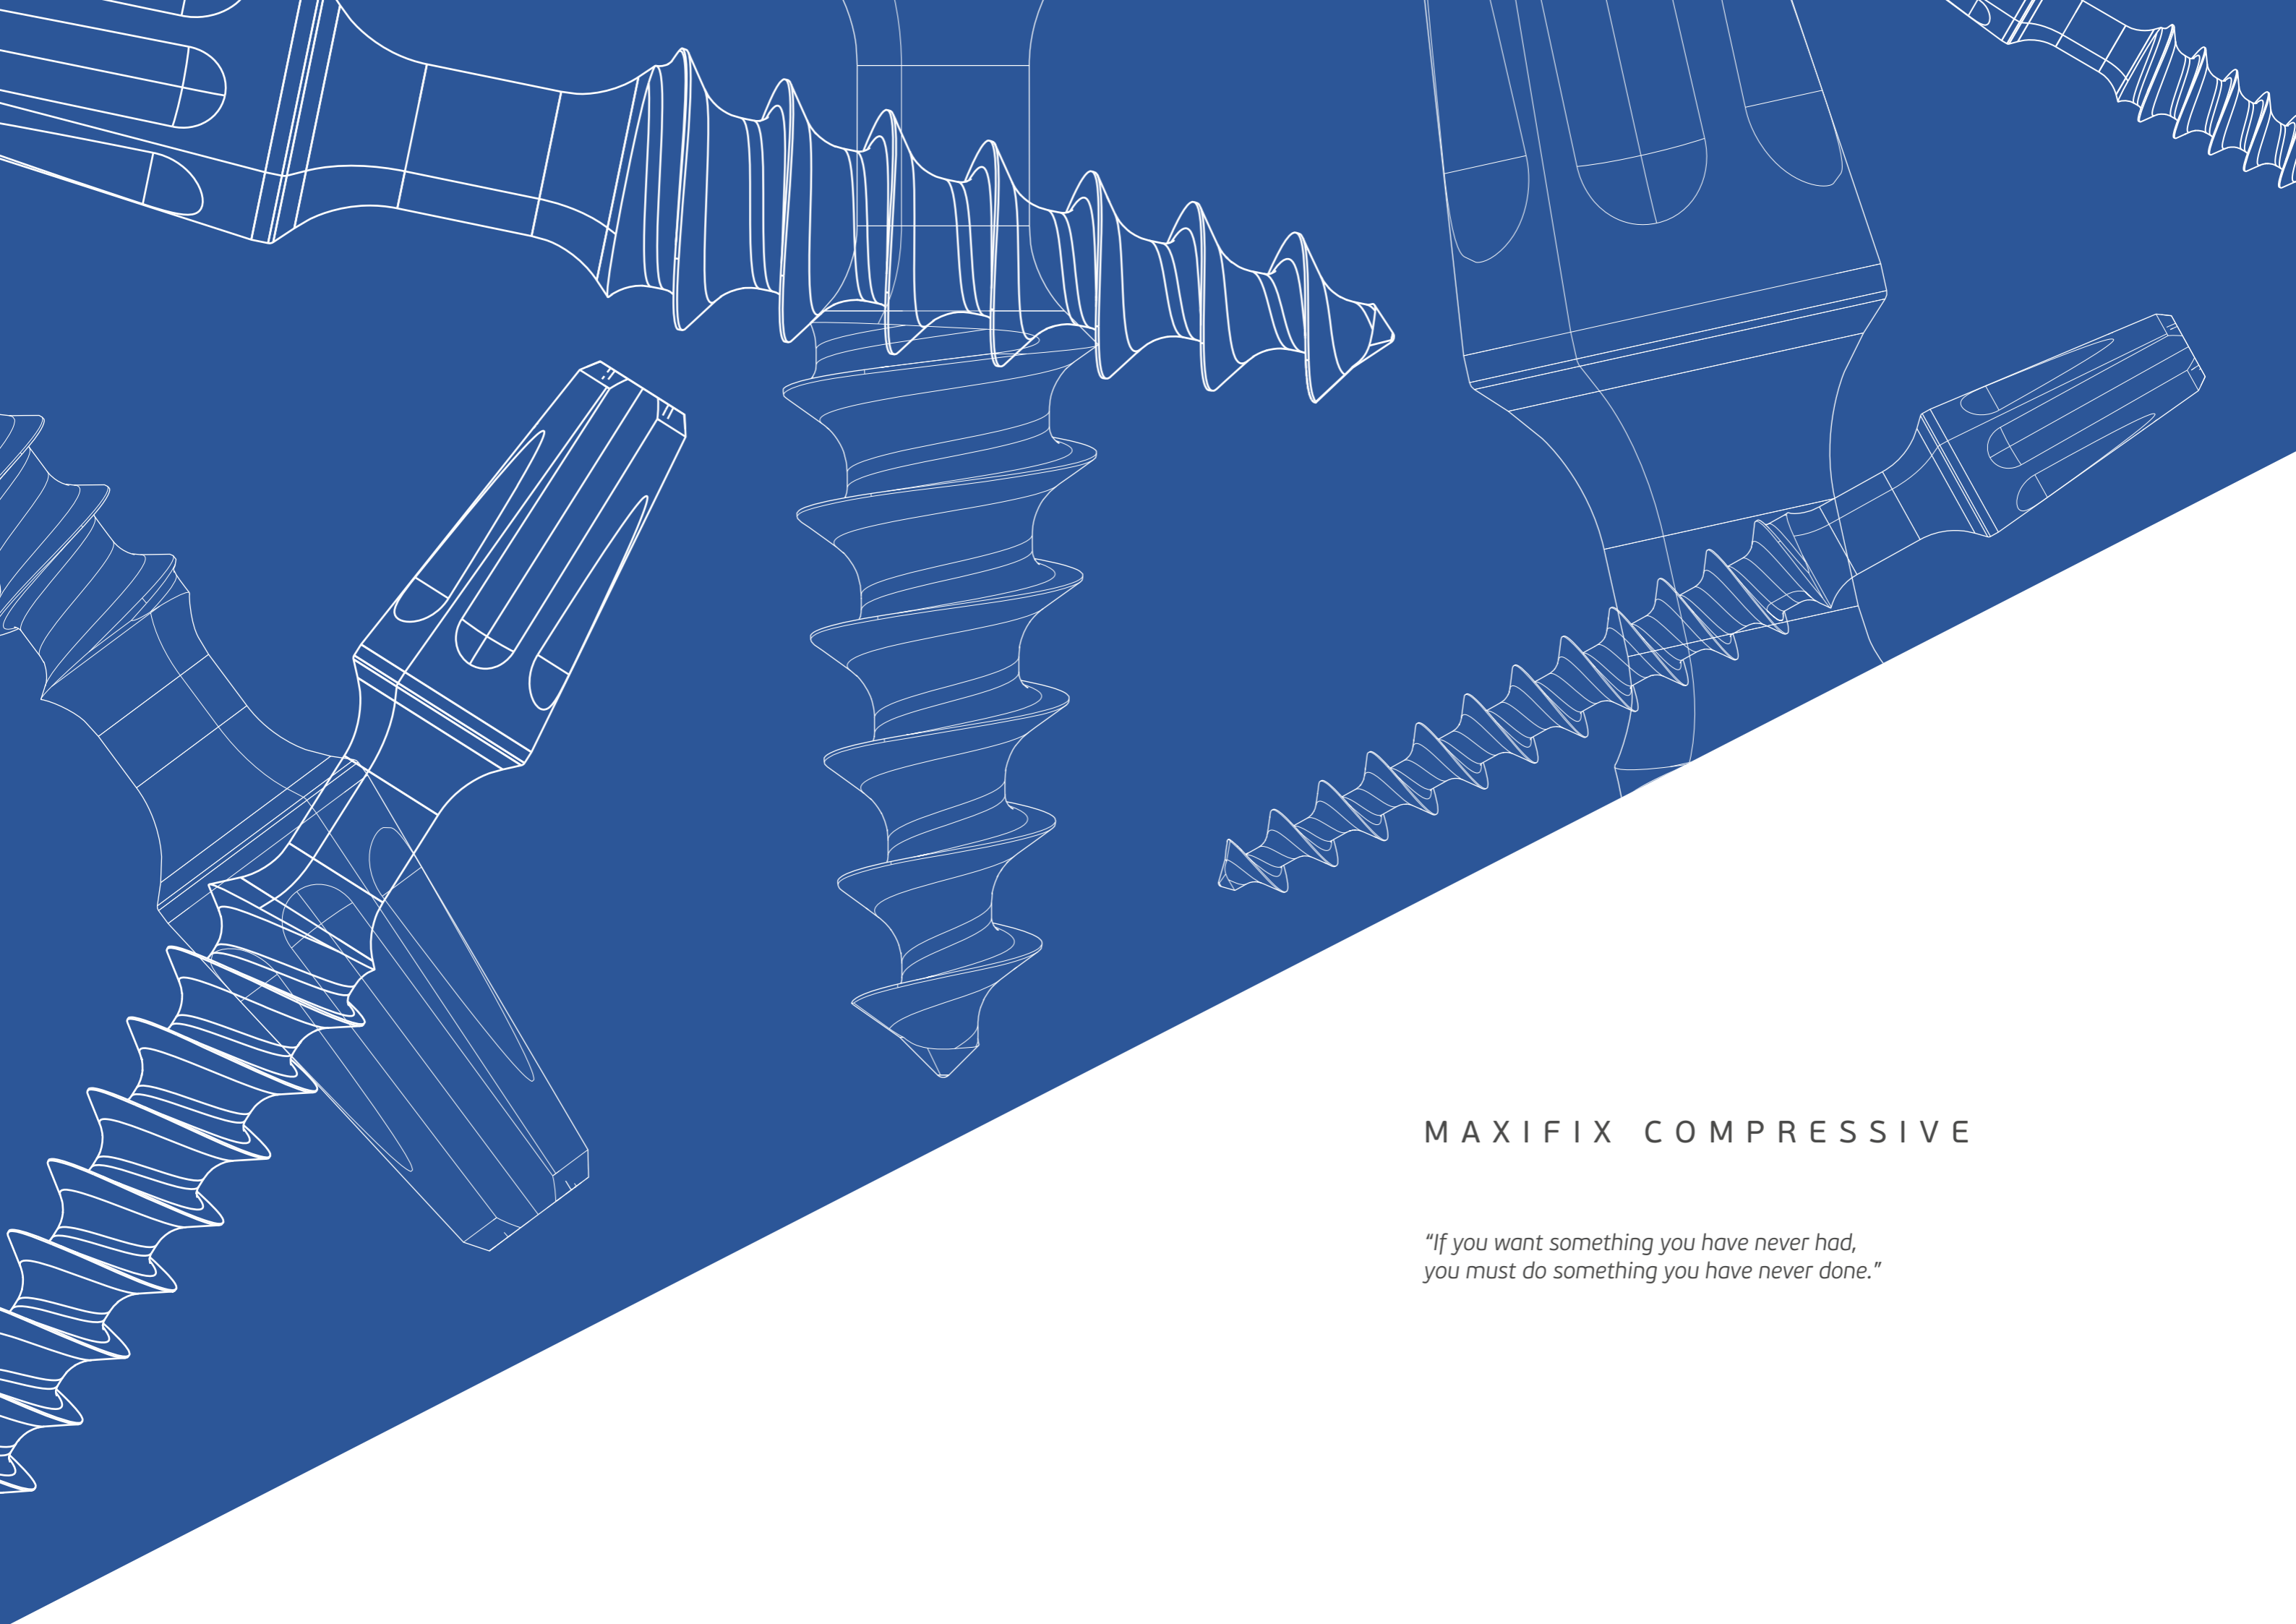 MAXIFIX COMPRESSIVE
“If you want something you have never had,
you must do something you have never done.”